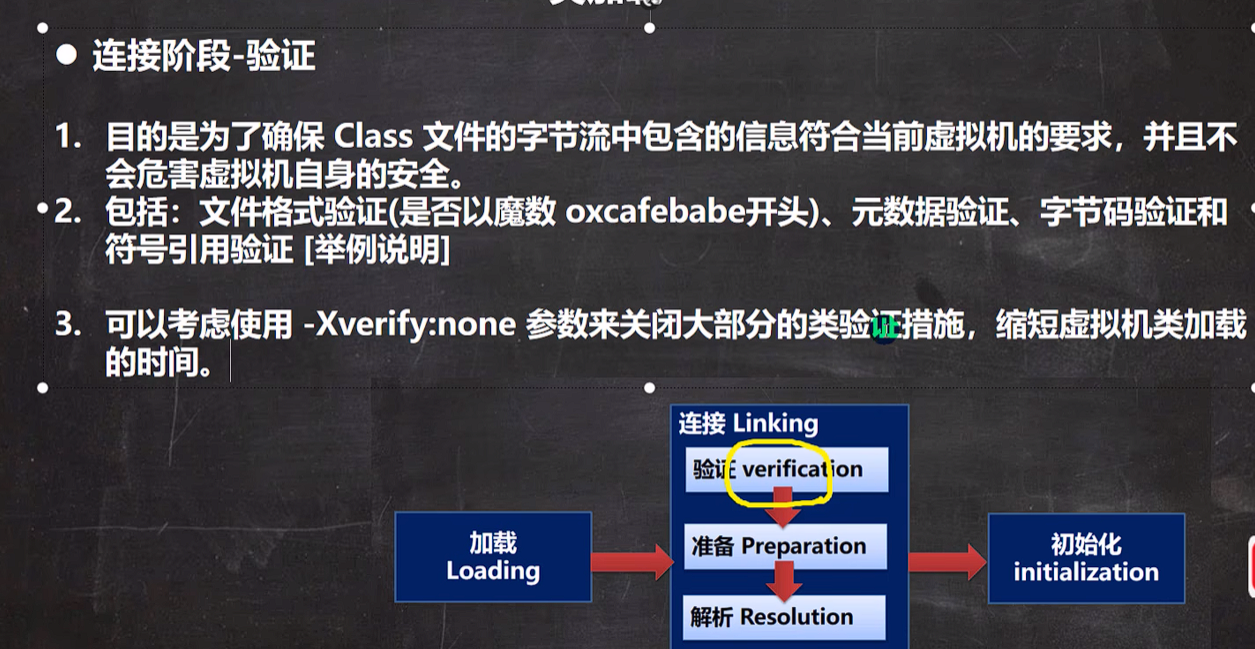 连接阶段-验证
1. 目的是为了确保 Class 文件的字节流中包含的信息符合当前虚拟机的要求，并且不
会危害虚拟机自身的安全。
2. 包括：文件格式验证(是否以魔数 oxcafebabe开头)、元数据验证、字节码验证和
符号引用验证 [举例说明]
3. 可以考虑使用 -Xverify:none 参数来关闭大部分的类验证措施，缩短虚拟机类加载
的时间。
连接 Linking
验证 verification
准备 Preparation
解析 Resolution
加载
Loading
初始化
initialization